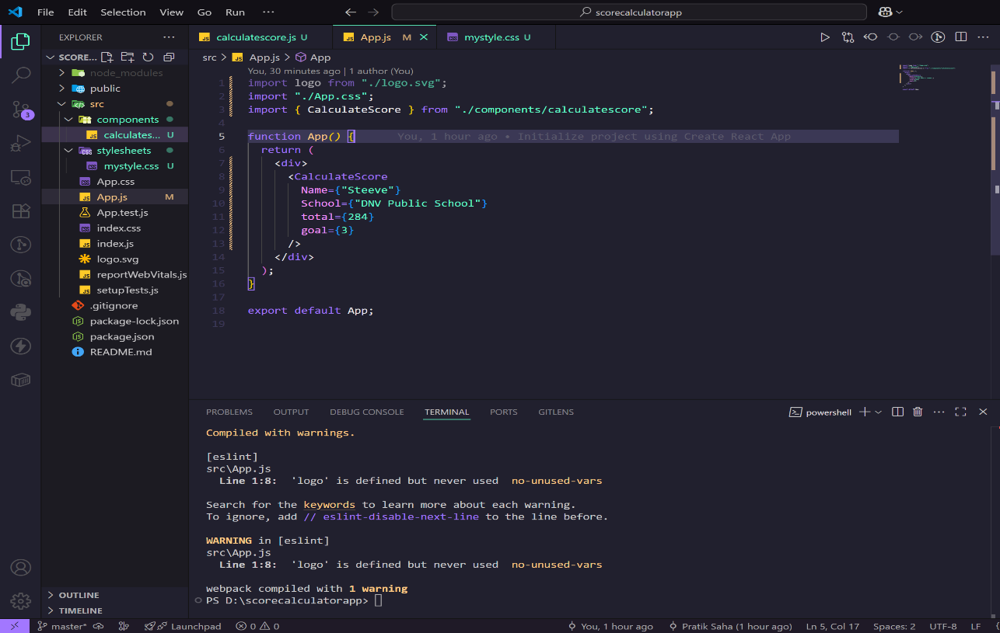 File Edit Selection View Go Run ··· scorecalculatorapp
EXPLORER ···
SCORE...
node_modules
public
src
components
calculates... U
stylesheets
mystyle.css U
App.css
App.js M
App.test.js
index.css
index.js
logo.svg
reportWebVitals.js
setupTests.js
.gitignore
package-lock.json
package.json
README.md
OUTLINE
TIMELINE
3
calculatescore.js U App.js M mystyle.css U
src > App.js > App
You, 30 minutes ago | 1 author (You)
1 import logo from "./logo.svg";
2 import "./App.css";
3 import { CalculateScore } from "./components/calculatescore";
4
5 function App() { You, 1 hour ago • Initialize project using Create React App
6 return (
7 <div>
8 <CalculateScore
9 Name={"Steeve"}
10 School={"DNV Public School"}
11 total={284}
12 goal={3}
13 />
14 </div>
15 );
16 }
17
18 export default App;
19
PROBLEMS OUTPUT DEBUG CONSOLE TERMINAL PORTS GITLENS powershell
Compiled with warnings.
[eslint]
src\App.js
Line 1:8: 'logo' is defined but never used no-unused-vars
Search for the keywords to learn more about each warning.
To ignore, add // eslint-disable-next-line to the line before.
WARNING in [eslint]
src\App.js
Line 1:8: 'logo' is defined but never used no-unused-vars
webpack compiled with 1 warning
PS D:\scorecalculatorapp>
master* Launchpad 0 0 You, 1 hour ago Pratik Saha (1 hour ago) Ln 5, Col 17 Spaces: 2 UTF-8 LF {